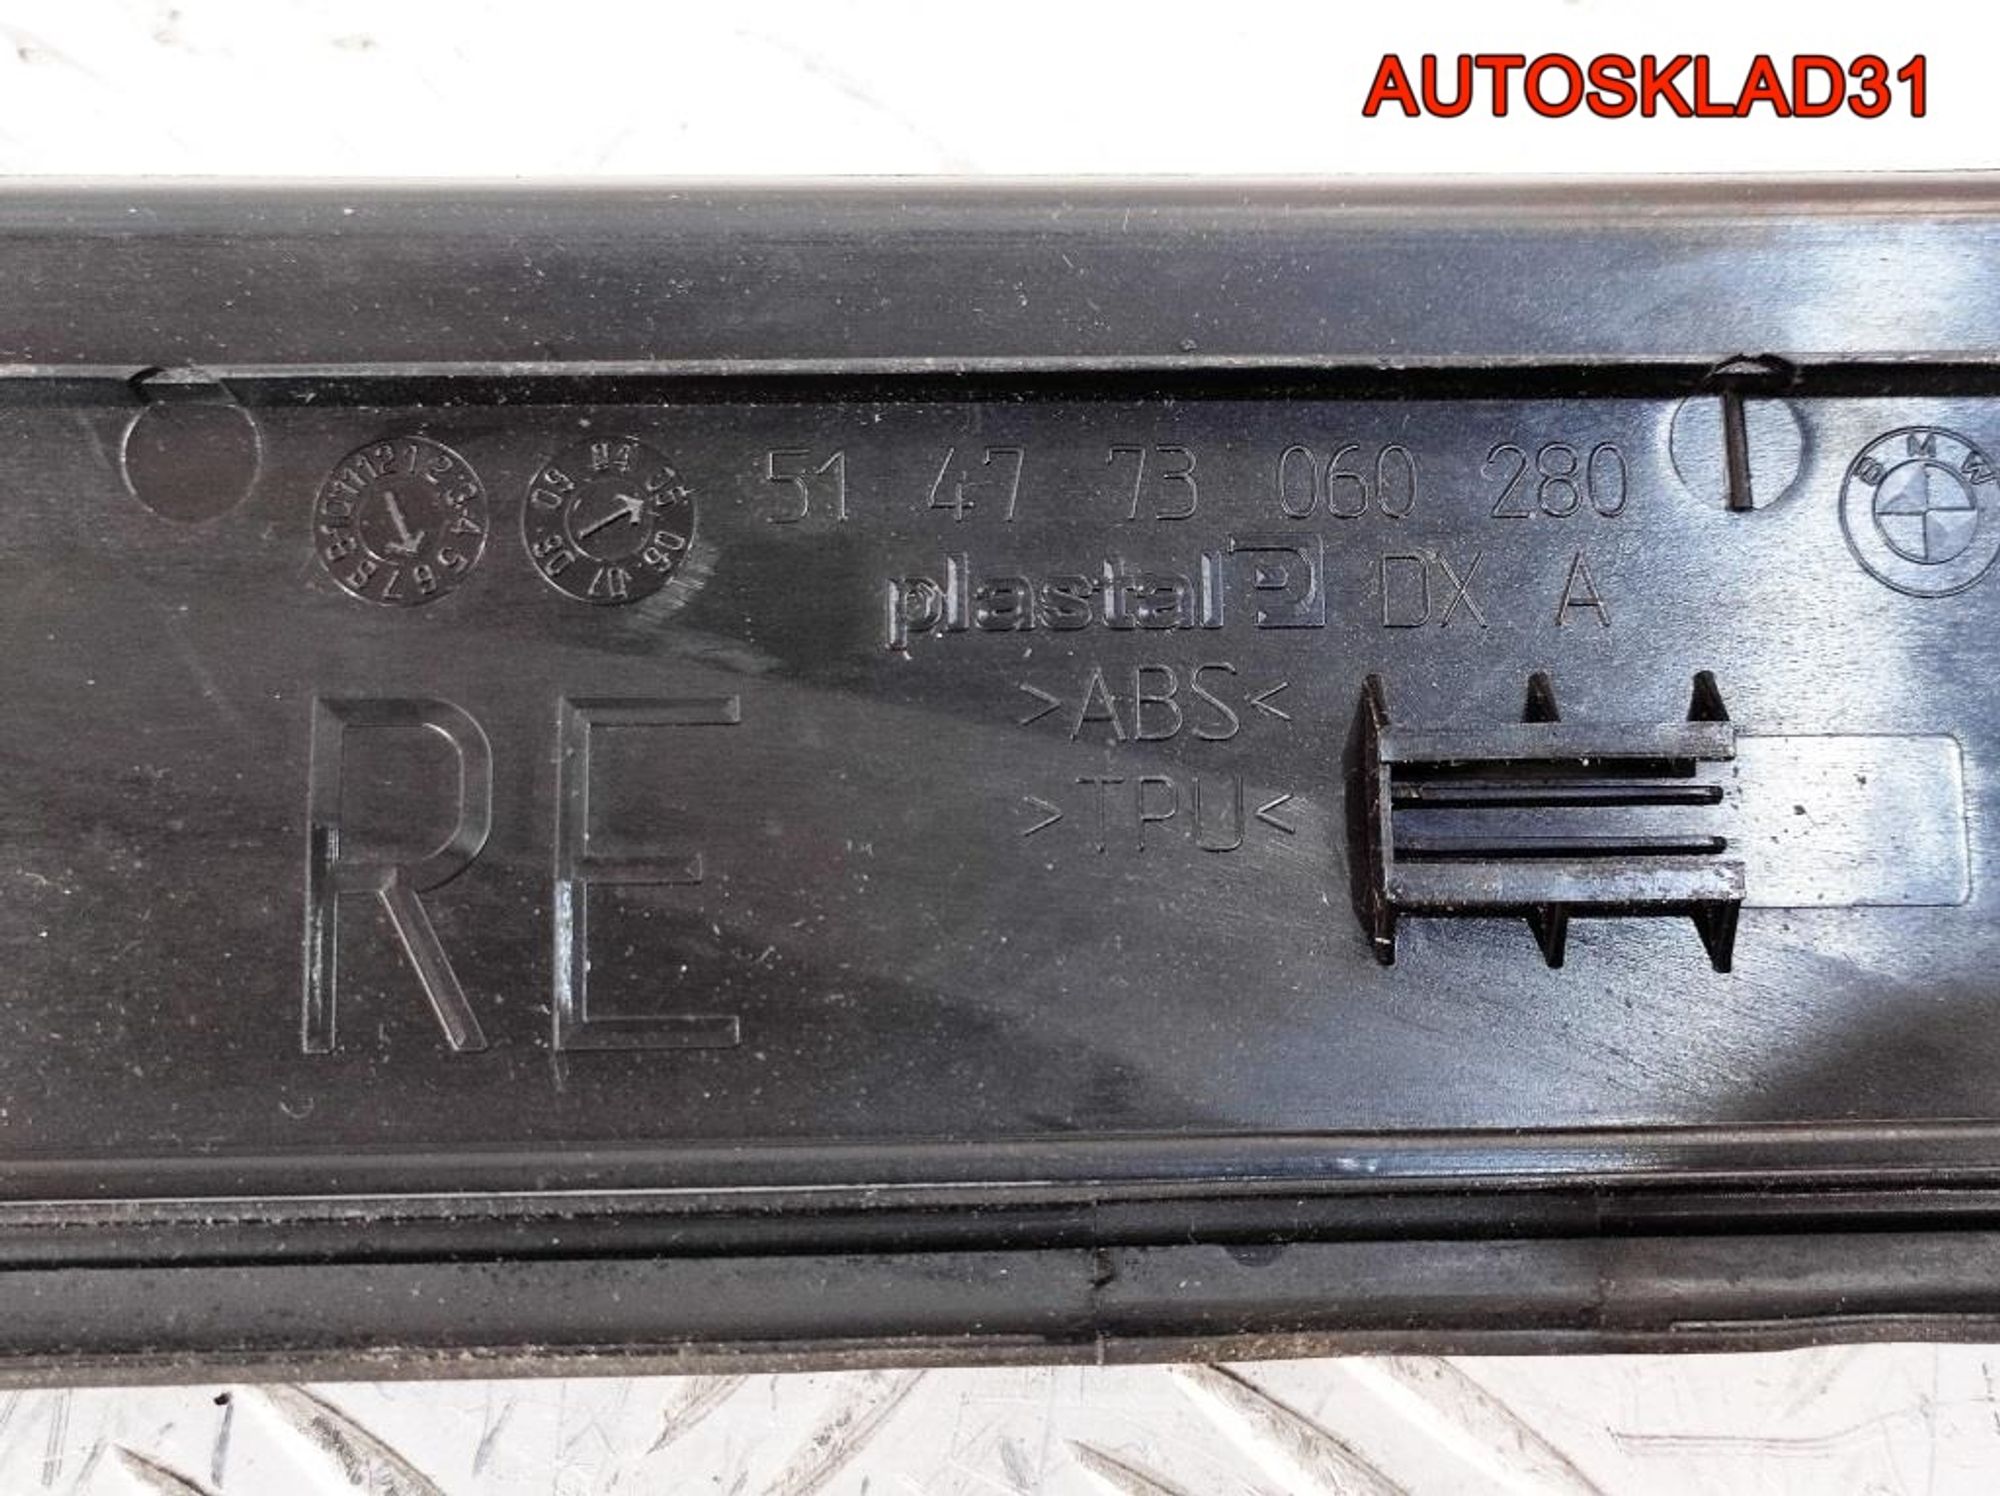 AUTOSKLAD31
51 47 73 060 280
BMW
plastal DX A
>ABS<
>TPU<
RE